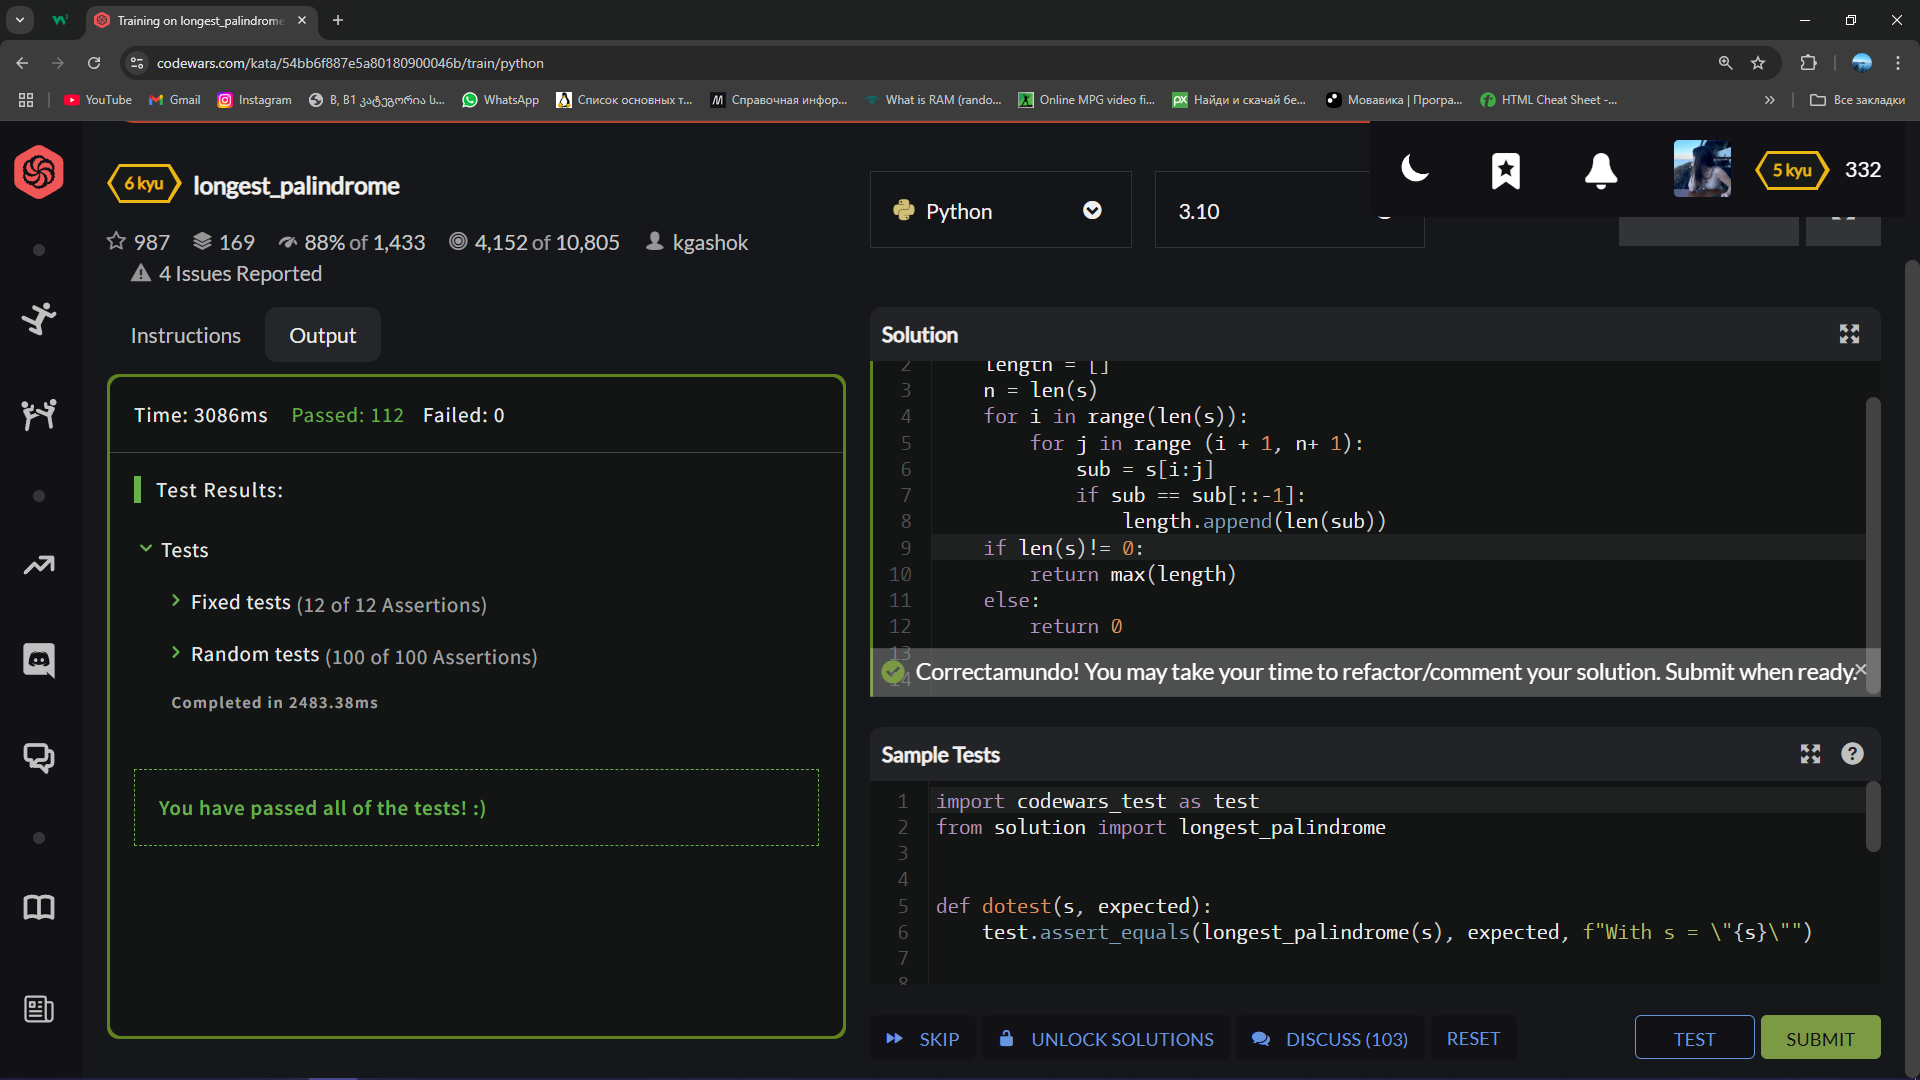 Training on longest_palindrome
codewars.com/kata/54bb6f887e5a80180900046b/train/python
YouTube
Gmail
Instagram
B, B1 კატეგორია ს...
WhatsApp
Список основных т...
Справочная инфор...
What is RAM (rando...
Online MPG video fi...
Найди и скачай бе...
Мовавика | Програ...
HTML Cheat Sheet -...
Все закладки
6 kyu
longest_palindrome
Python
3.10
5 kyu
332
987
169
88% of 1,433
4,152 of 10,805
kgashok
4 Issues Reported
Instructions
Output
Time: 3086ms Passed: 112 Failed: 0
Test Results:
Tests
Fixed tests (12 of 12 Assertions)
Random tests (100 of 100 Assertions)
Completed in 2483.38ms
You have passed all of the tests! :)
Solution
2 length = []
3 n = len(s)
4 for i in range(len(s)):
5 for j in range (i + 1, n+ 1):
6 sub = s[i:j]
7 if sub == sub[::-1]:
8 length.append(len(sub))
9 if len(s)!= 0:
10 return max(length)
11 else:
12 return 0
13
14
Correctamundo! You may take your time to refactor/comment your solution. Submit when ready.
Sample Tests
1 import codewars_test as test
2 from solution import longest_palindrome
3
4
5 def dotest(s, expected):
6 test.assert_equals(longest_palindrome(s), expected, f"With s = \"{s}\"")
7
8
SKIP
UNLOCK SOLUTIONS
DISCUSS (103)
RESET
TEST
SUBMIT